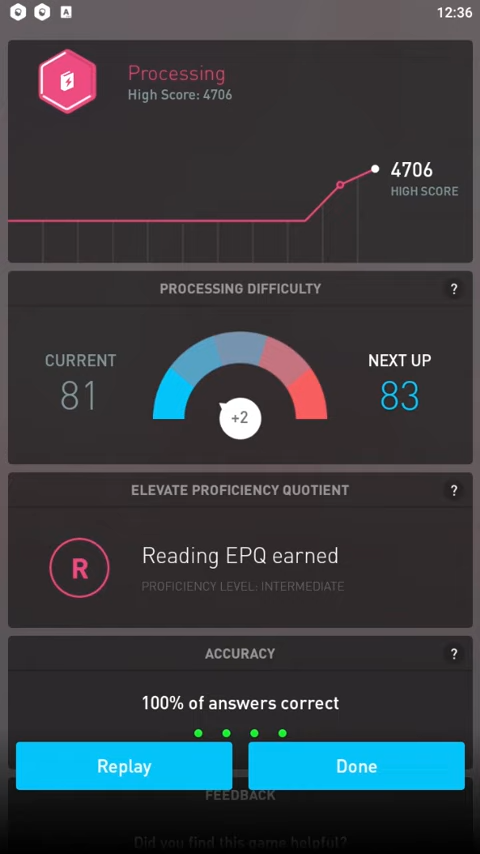 12:36
Processing
High Score: 4706
4706
HIGH SCORE
PROCESSING DIFFICULTY
?
CURRENT
81
+2
NEXT UP
83
ELEVATE PROFICIENCY QUOTIENT
?
R
Reading EPQ earned
PROFICIENCY LEVEL: INTERMEDIATE
ACCURACY
?
100% of answers correct
Replay
Done
FEEDBACK
Did you find this game helpful?